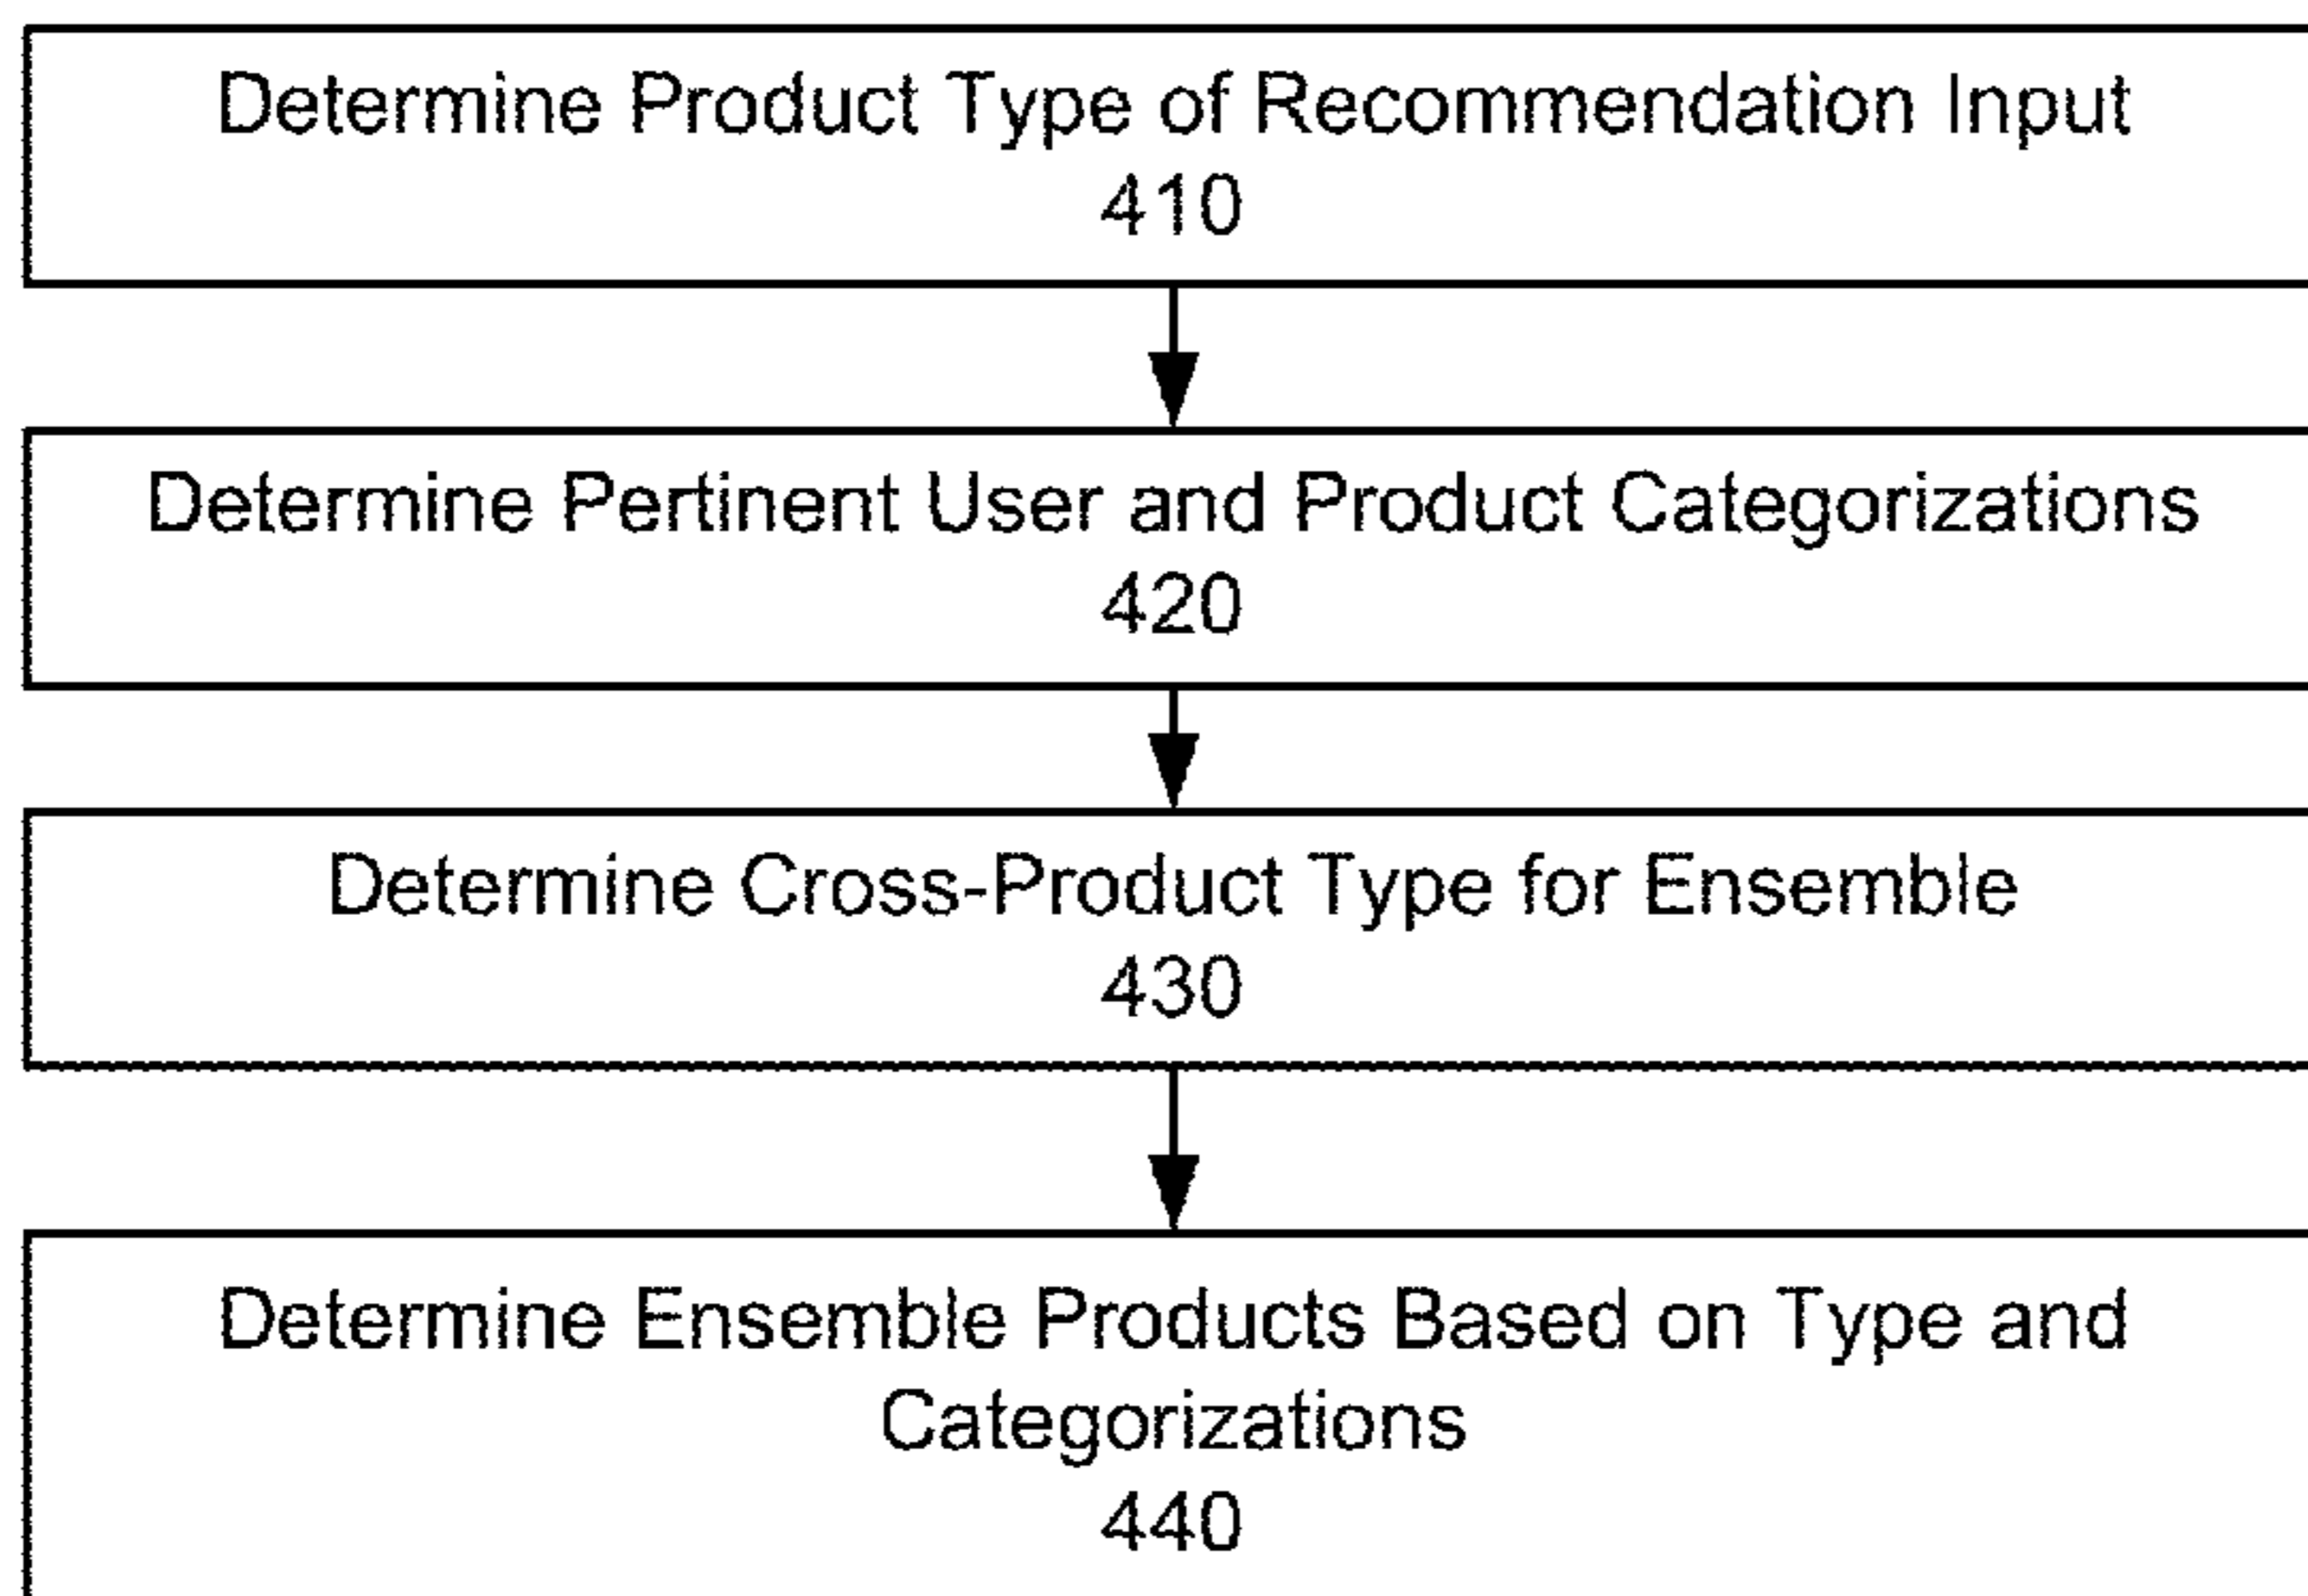 Determine Product Type of Recommendation Input
410
Determine Pertinent User and Product Categorizations
420
Determine Cross-Product Type for Ensemble
430
Determine Ensemble Products Based on Type and
Categorizations
440